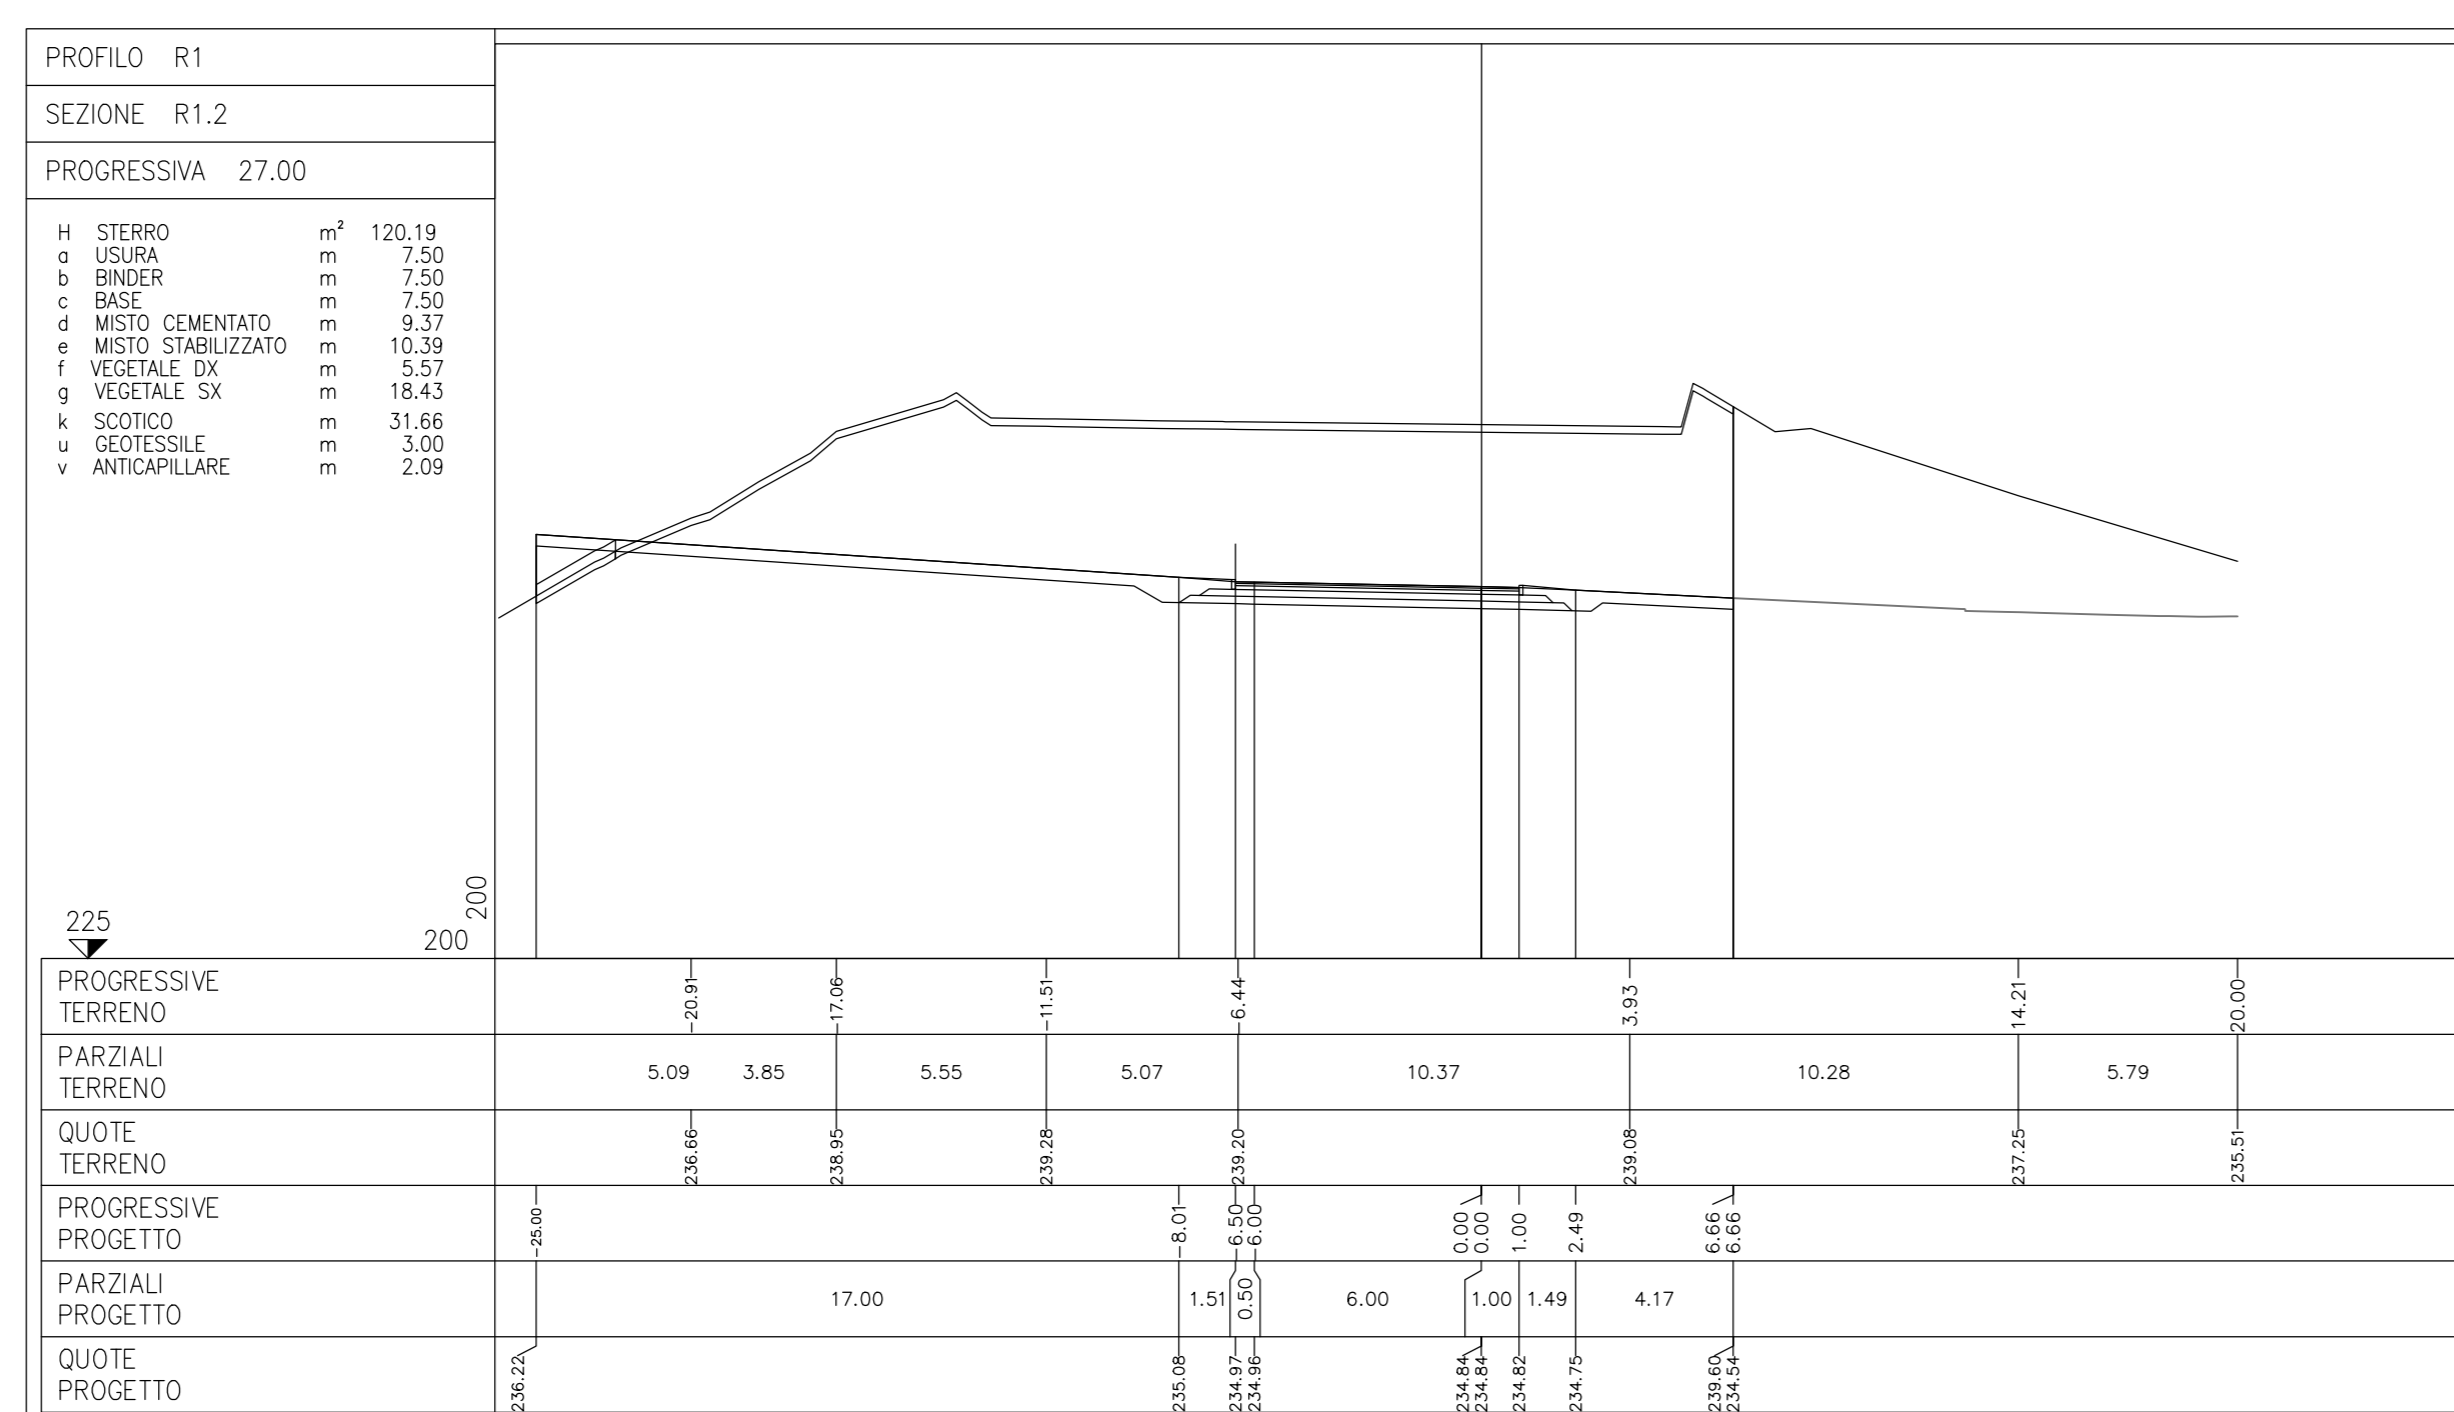 PROFILO R1
SEZIONE R1.2
PROGRESSIVA 27.00
H STERRO m² 120.19
a USURA m 7.50
b BINDER m 7.50
c BASE m 7.50
d MISTO CEMENTATO m 9.37
e MISTO STABILIZZATO m 10.39
f VEGETALE DX m 5.57
g VEGETALE SX m 18.43
k SCOTICO m 31.66
u GEOTESSILE m 3.00
v ANTICAPILLARE m 2.09
200
225
200
PROGRESSIVE
TERRENO
-20.91 -17.06 -11.51 -6.44 3.93 14.21 20.00
PARZIALI
TERRENO
5.09 3.85 5.55 5.07 10.37 10.28 5.79
QUOTE
TERRENO
236.66 238.95 239.28 239.20 239.08 237.25 235.51
PROGRESSIVE
PROGETTO
-25.00 -8.01 -6.50 -6.00 0.00 0.00 1.00 2.49 6.66 6.66
PARZIALI
PROGETTO
17.00 1.51 0.50 6.00 1.00 1.49 4.17
QUOTE
PROGETTO
236.22 235.08 234.97 234.96 234.84 234.84 234.82 234.75 239.60 234.54